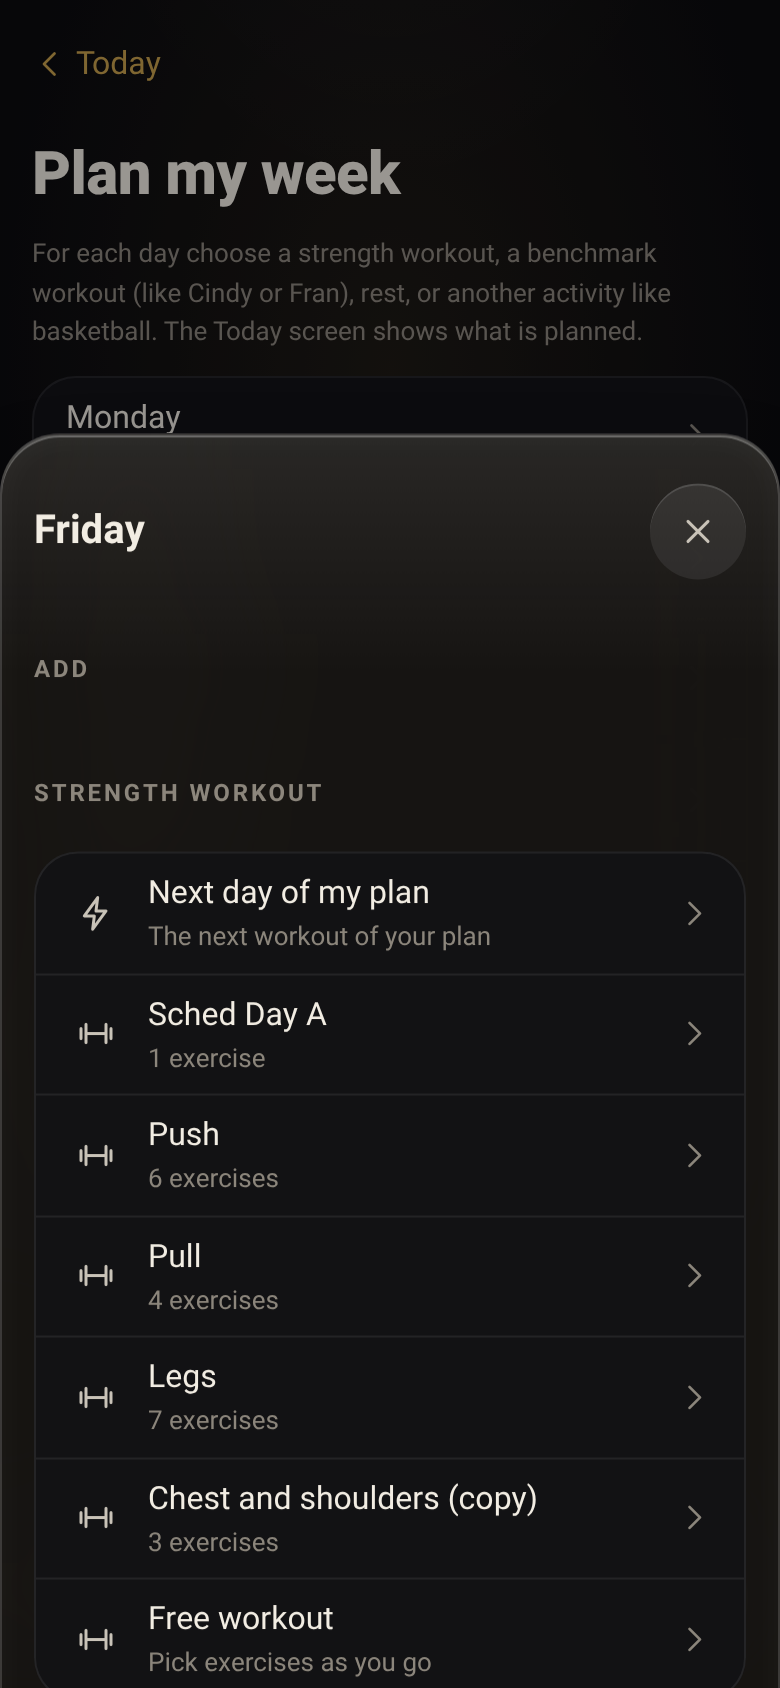 Today
Plan my week
For each day choose a strength workout, a benchmark
workout (like Cindy or Fran), rest, or another activity like
basketball. The Today screen shows what is planned.
Monday
Friday
ADD
STRENGTH WORKOUT
Next day of my plan
The next workout of your plan
Sched Day A
1 exercise
Push
6 exercises
Pull
4 exercises
Legs
7 exercises
Chest and shoulders (copy)
3 exercises
Free workout
Pick exercises as you go